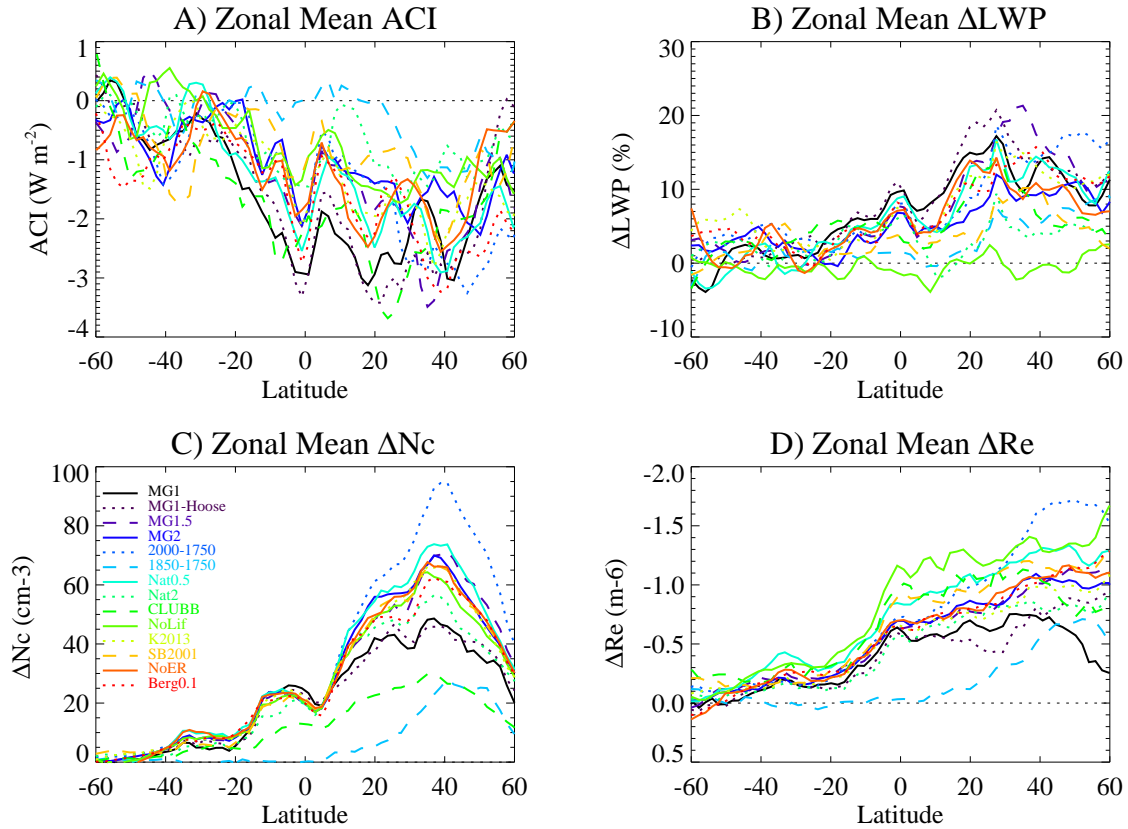 A) Zonal Mean ACI
1
0
-1
-2
-3
-4
ACI (W m-2)
-60 -40 -20 0 20 40 60
Latitude
B) Zonal Mean ΔLWP
30
20
10
0
-10
ΔLWP (%)
-60 -40 -20 0 20 40 60
Latitude
C) Zonal Mean ΔNc
100
80
60
40
20
0
ΔNc (cm-3)
MG1
MG1-Hoose
MG1.5
MG2
2000-1750
1850-1750
Nat0.5
Nat2
CLUBB
NoLif
K2013
SB2001
NoER
Berg0.1
-60 -40 -20 0 20 40 60
Latitude
D) Zonal Mean ΔRe
-2.0
-1.5
-1.0
-0.5
0.0
0.5
ΔRe (m-6)
-60 -40 -20 0 20 40 60
Latitude